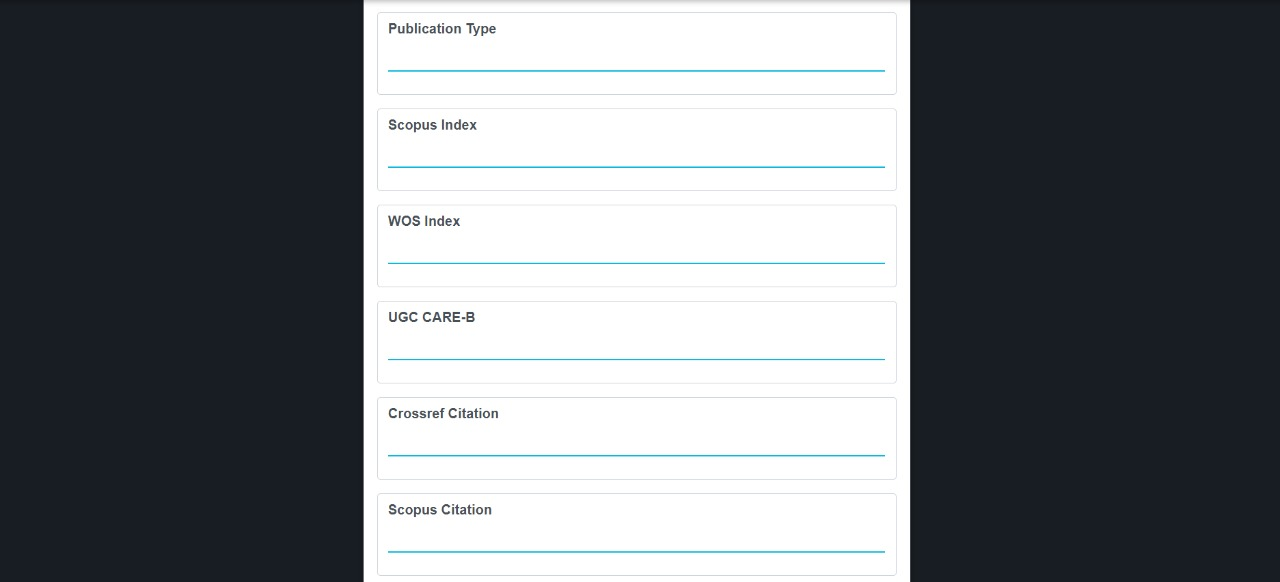 Publication Type
Scopus Index
WOS Index
UGC CARE-B
Crossref Citation
Scopus Citation